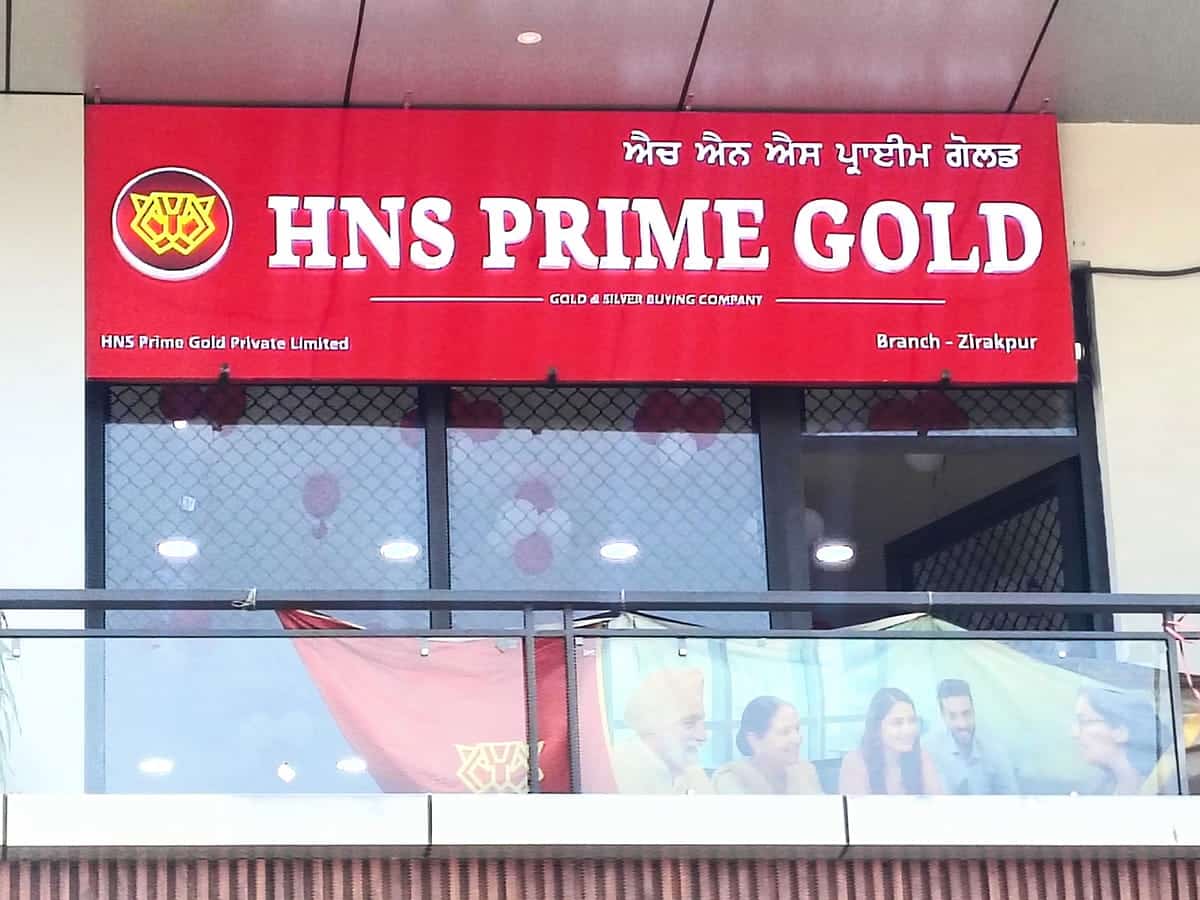 ਐਚ ਐਨ ਐਸ ਪ੍ਰਾਈਮ ਗੋਲਡ
HNS PRIME GOLD
GOLD & SILVER BUYING COMPANY
HNS Prime Gold Private Limited
Branch - Zirakpur